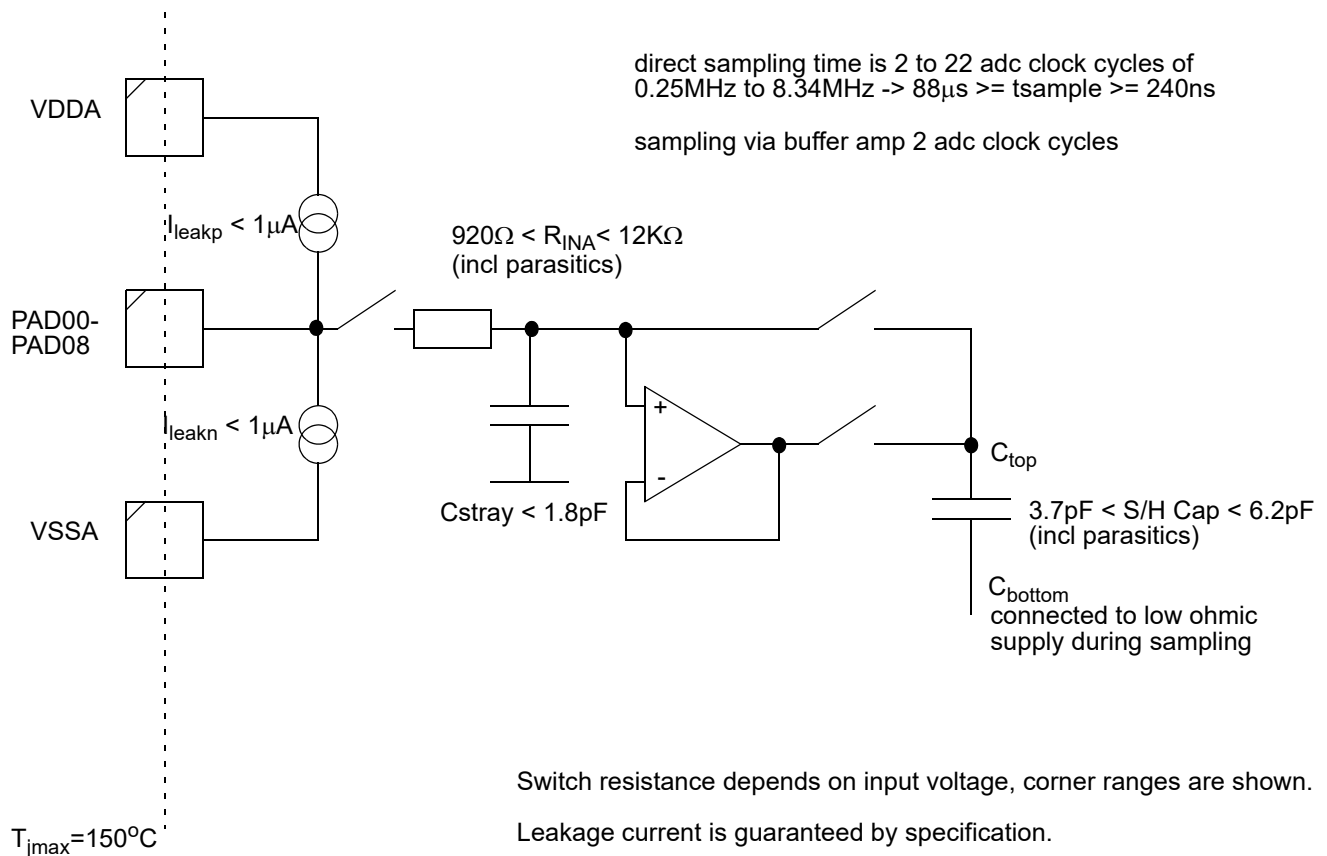 direct sampling time is 2 to 22 adc clock cycles of
0.25MHz to 8.34MHz -> 88μs >= tsample >= 240ns
sampling via buffer amp 2 adc clock cycles
VDDA
Ileakp < 1μA
920Ω < RINA< 12KΩ
(incl parasitics)
PAD00-
PAD08
+
Ileakn < 1μA
-
Ctop
Cstray < 1.8pF
3.7pF < S/H Cap < 6.2pF
(incl parasitics)
VSSA
Cbottom
connected to low ohmic
supply during sampling
Switch resistance depends on input voltage, corner ranges are shown.
Leakage current is guaranteed by specification.
Tjmax=150oC